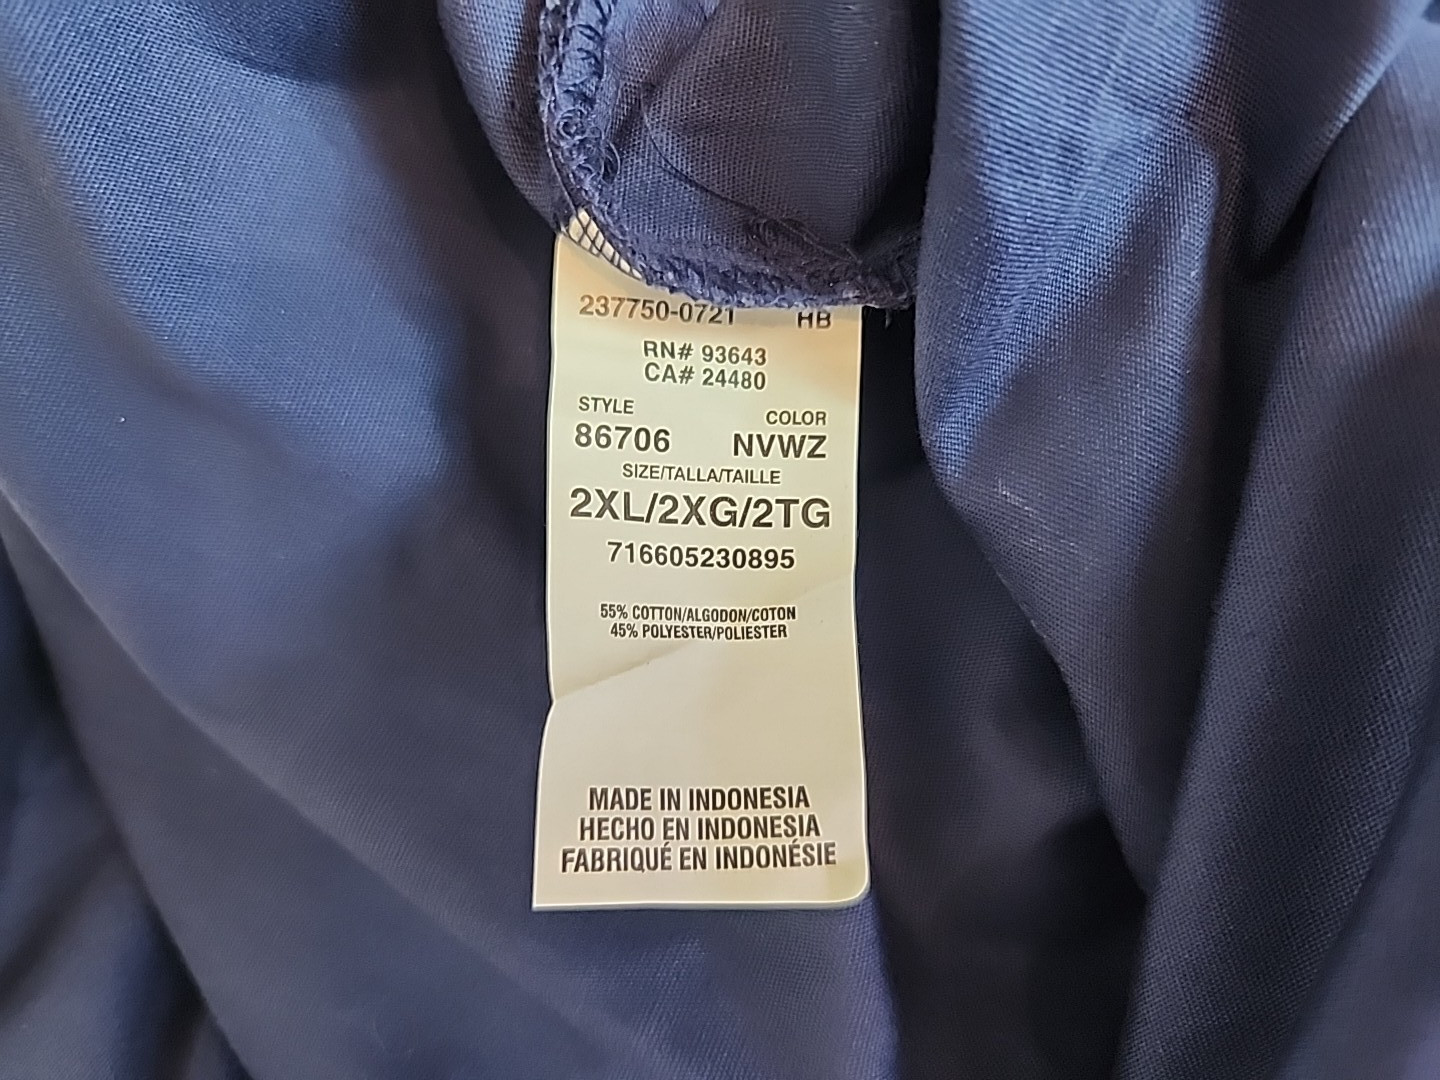 237750-0721 HB
RN# 93643
CA# 24480
STYLE COLOR
86706 NVWZ
SIZE/TALLA/TAILLE
2XL/2XG/2TG
716605230895
55% COTTON/ALGODON/COTON
45% POLYESTER/POLIESTER
MADE IN INDONESIA
HECHO EN INDONESIA
FABRIQUÉ EN INDONÉSIE